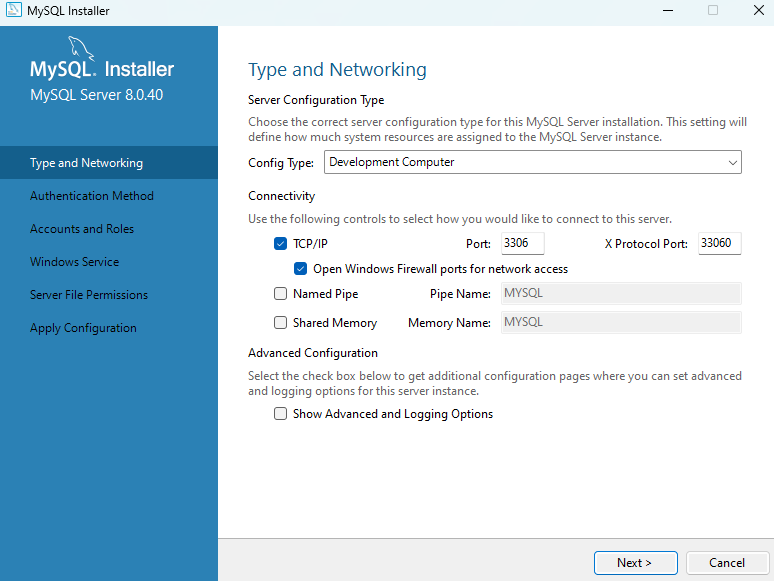 MySQL Installer
MySQL. Installer
MySQL Server 8.0.40
Type and Networking
Authentication Method
Accounts and Roles
Windows Service
Server File Permissions
Apply Configuration
Type and Networking
Server Configuration Type
Choose the correct server configuration type for this MySQL Server installation. This setting will
define how much system resources are assigned to the MySQL Server instance.
Config Type: Development Computer
Connectivity
Use the following controls to select how you would like to connect to this server.
TCP/IP Port: 3306 X Protocol Port: 33060
Open Windows Firewall ports for network access
Named Pipe Pipe Name: MYSQL
Shared Memory Memory Name: MYSQL
Advanced Configuration
Select the check box below to get additional configuration pages where you can set advanced
and logging options for this server instance.
Show Advanced and Logging Options
Next > Cancel